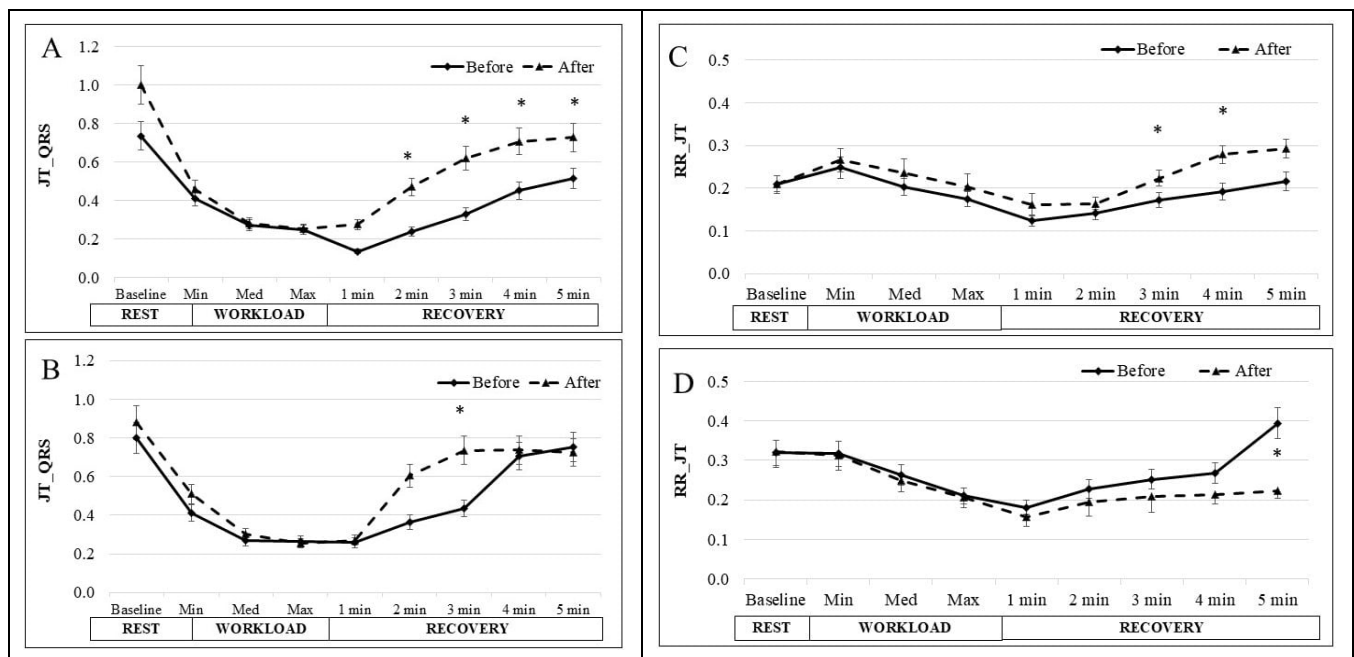 A
Before After
JT_QRS
1.2
1.0
0.8
0.6
0.4
0.2
0.0
* * * *
Baseline Min Med Max 1 min 2 min 3 min 4 min 5 min
REST WORKLOAD RECOVERY
B
Before After
JT_QRS
1.2
1.0
0.8
0.6
0.4
0.2
0.0
*
Baseline Min Med Max 1 min 2 min 3 min 4 min 5 min
REST WORKLOAD RECOVERY
C
Before After
RR_JT
0.5
0.4
0.3
0.2
0.1
0.0
* *
Baseline Min Med Max 1 min 2 min 3 min 4 min 5 min
REST WORKLOAD RECOVERY
D
Before After
RR_JT
0.5
0.4
0.3
0.2
0.1
0.0
*
Baseline Min Med Max 1 min 2 min 3 min 4 min 5 min
REST WORKLOAD RECOVERY